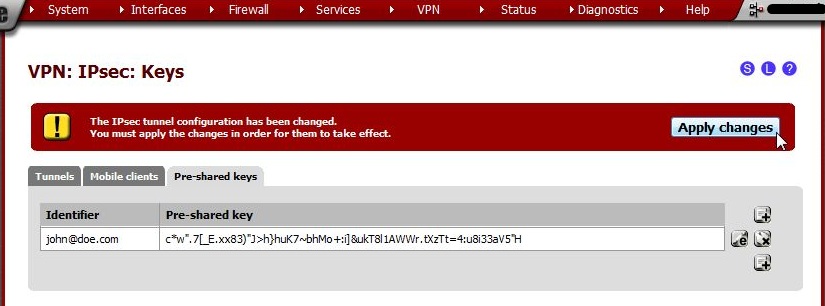 System Interfaces Firewall Services VPN Status Diagnostics Help
VPN: IPsec: Keys
S L ?
The IPsec tunnel configuration has been changed.
You must apply the changes in order for them to take effect.
Apply changes
Tunnels Mobile clients Pre-shared keys
Identifier Pre-shared key
john@doe.com c*w".7[_E.xx83)"J>h}huK7~bhMo+:i]&ukT8l1AWWr.tXzTt=4:u8i33aV5"H